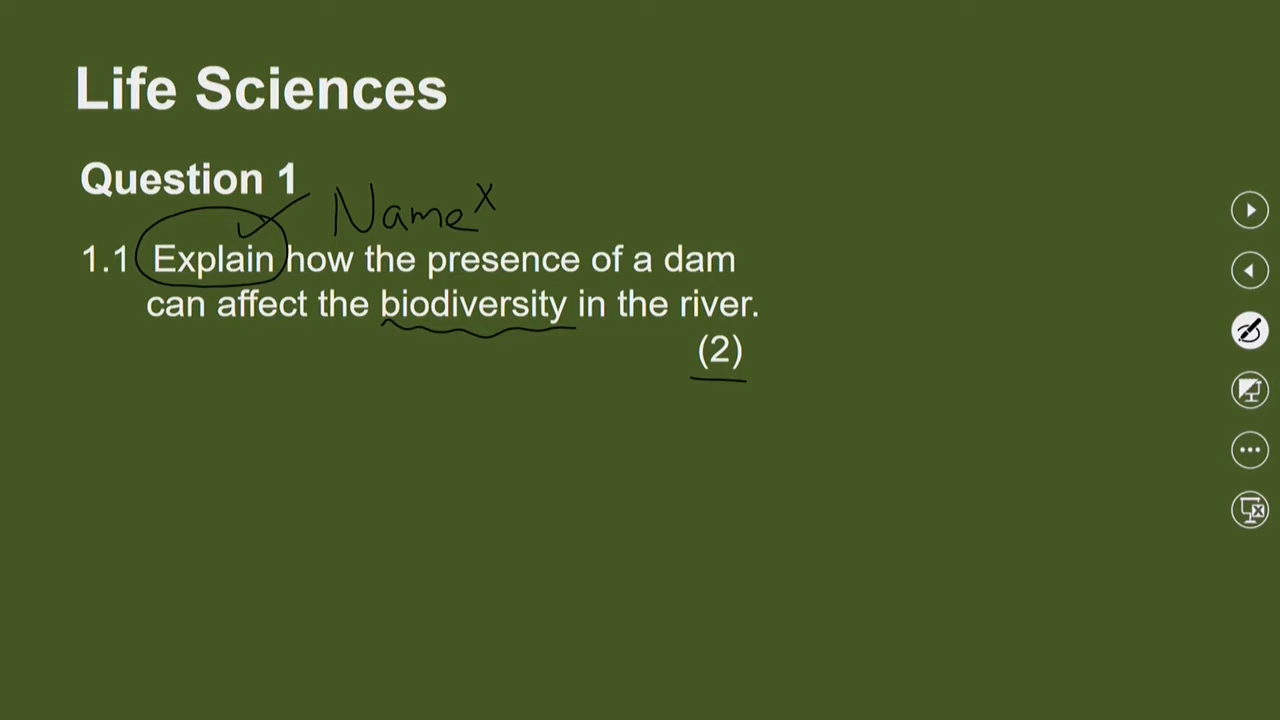 Life Sciences
Question 1
Name x
1.1 Explain how the presence of a dam
can affect the biodiversity in the river.
(2)